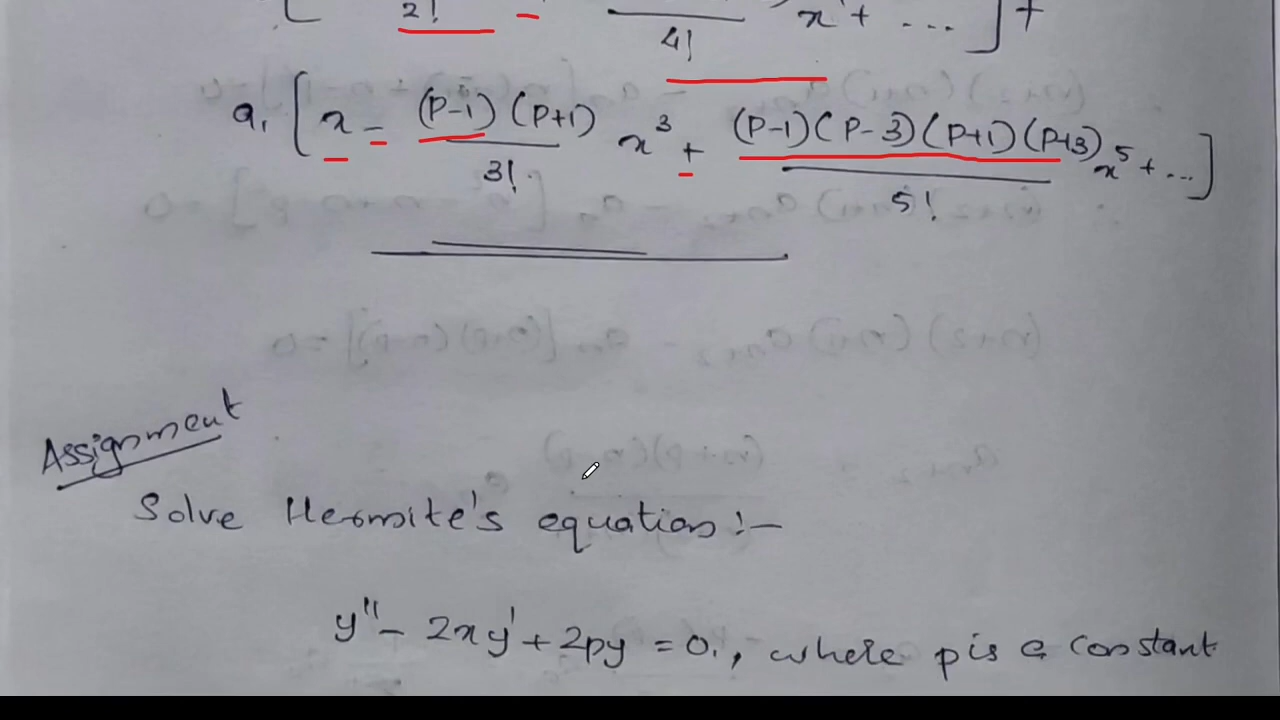 [ 2! - 4! x + ... ] +
a₁ [ x - (p-1)(p+1) / 3! x³ + (p-1)(p-3)(p+1)(p+3) / 5! x⁵ + ... ]
Assignment
Solve Hermite's equation :-
y'' - 2xy' + 2py = 0., where p is a constant